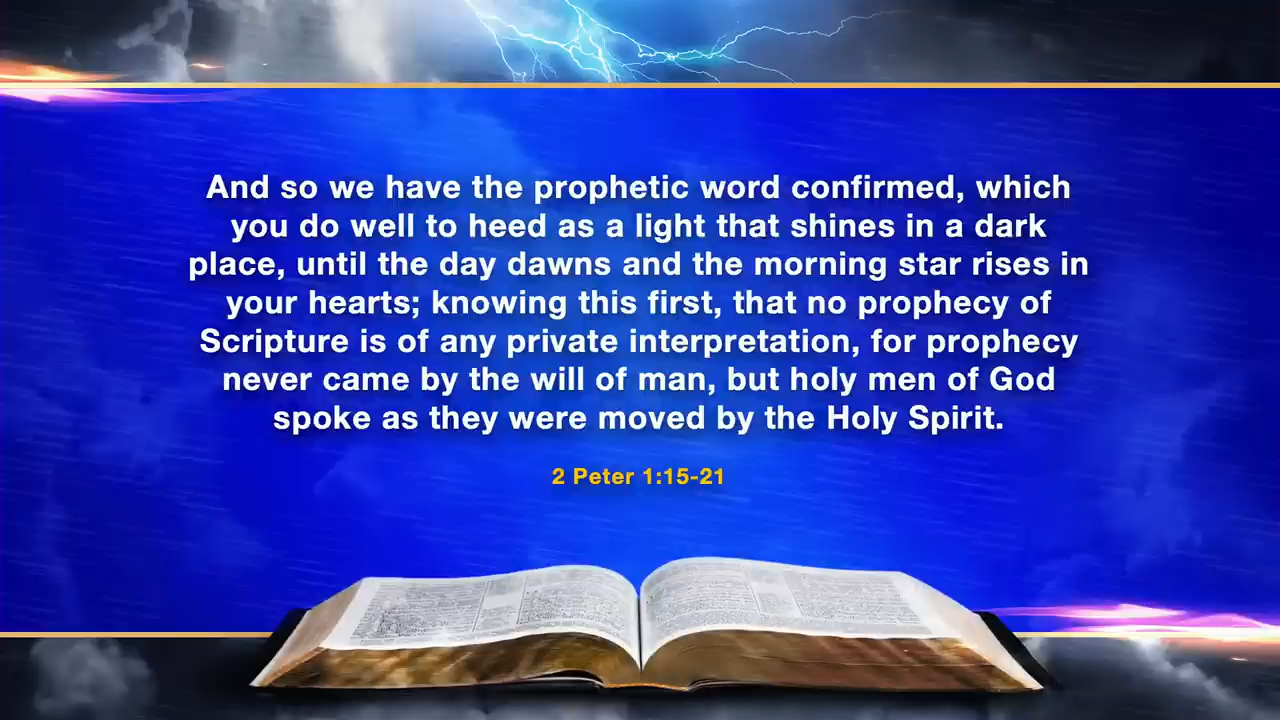 And so we have the prophetic word confirmed, which
you do well to heed as a light that shines in a dark
place, until the day dawns and the morning star rises in
your hearts; knowing this first, that no prophecy of
Scripture is of any private interpretation, for prophecy
never came by the will of man, but holy men of God
spoke as they were moved by the Holy Spirit.
2 Peter 1:15-21